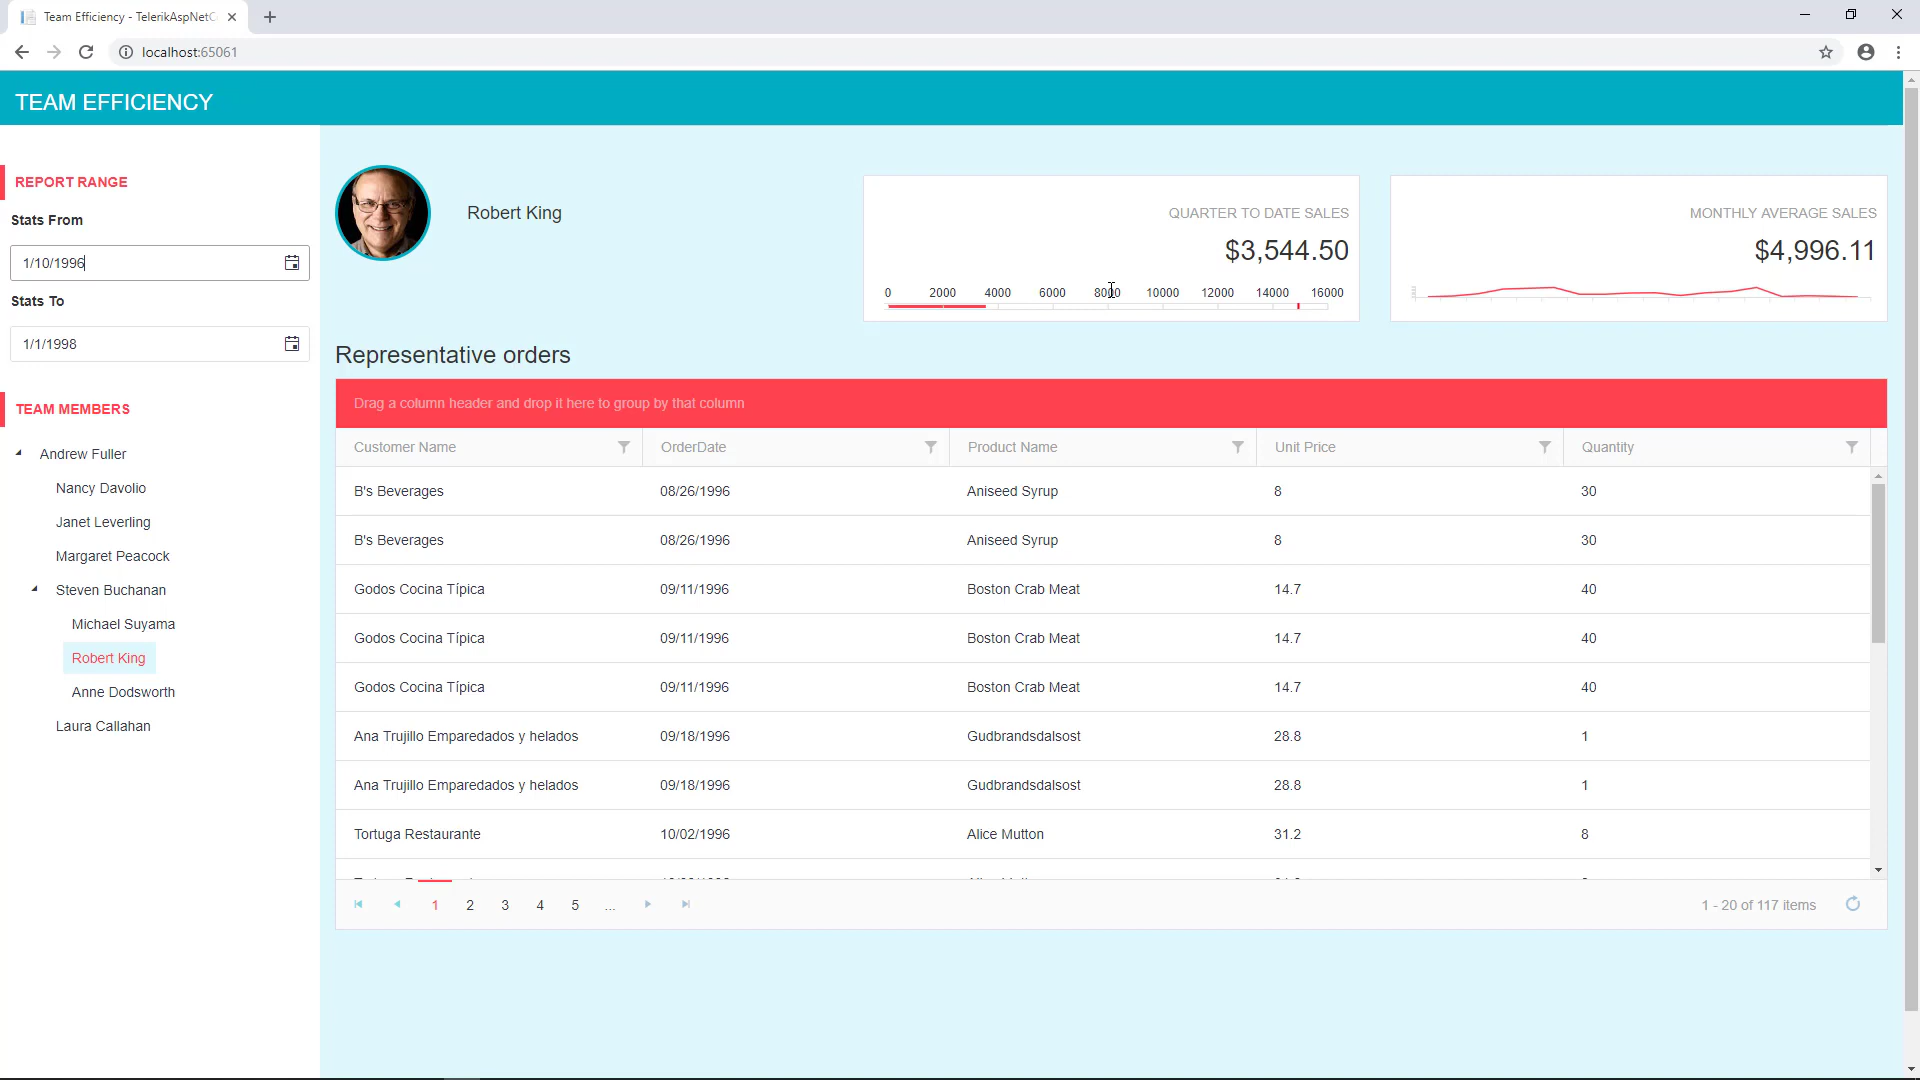 Team Efficiency - TelerikAspNetC
localhost:65061
TEAM EFFICIENCY
REPORT RANGE
Stats From
1/10/1996
Stats To
1/1/1998
TEAM MEMBERS
Andrew Fuller
Nancy Davolio
Janet Leverling
Margaret Peacock
Steven Buchanan
Michael Suyama
Robert King
Anne Dodsworth
Laura Callahan
Robert King
QUARTER TO DATE SALES
$3,544.50
0 2000 4000 6000 8000 10000 12000 14000 16000
MONTHLY AVERAGE SALES
$4,996.11
Representative orders
Drag a column header and drop it here to group by that column
Customer Name OrderDate Product Name Unit Price Quantity
B's Beverages 08/26/1996 Aniseed Syrup 8 30
B's Beverages 08/26/1996 Aniseed Syrup 8 30
Godos Cocina Típica 09/11/1996 Boston Crab Meat 14.7 40
Godos Cocina Típica 09/11/1996 Boston Crab Meat 14.7 40
Godos Cocina Típica 09/11/1996 Boston Crab Meat 14.7 40
Ana Trujillo Emparedados y helados 09/18/1996 Gudbrandsdalsost 28.8 1
Ana Trujillo Emparedados y helados 09/18/1996 Gudbrandsdalsost 28.8 1
Tortuga Restaurante 10/02/1996 Alice Mutton 31.2 8
1 2 3 4 5 ...
1 - 20 of 117 items